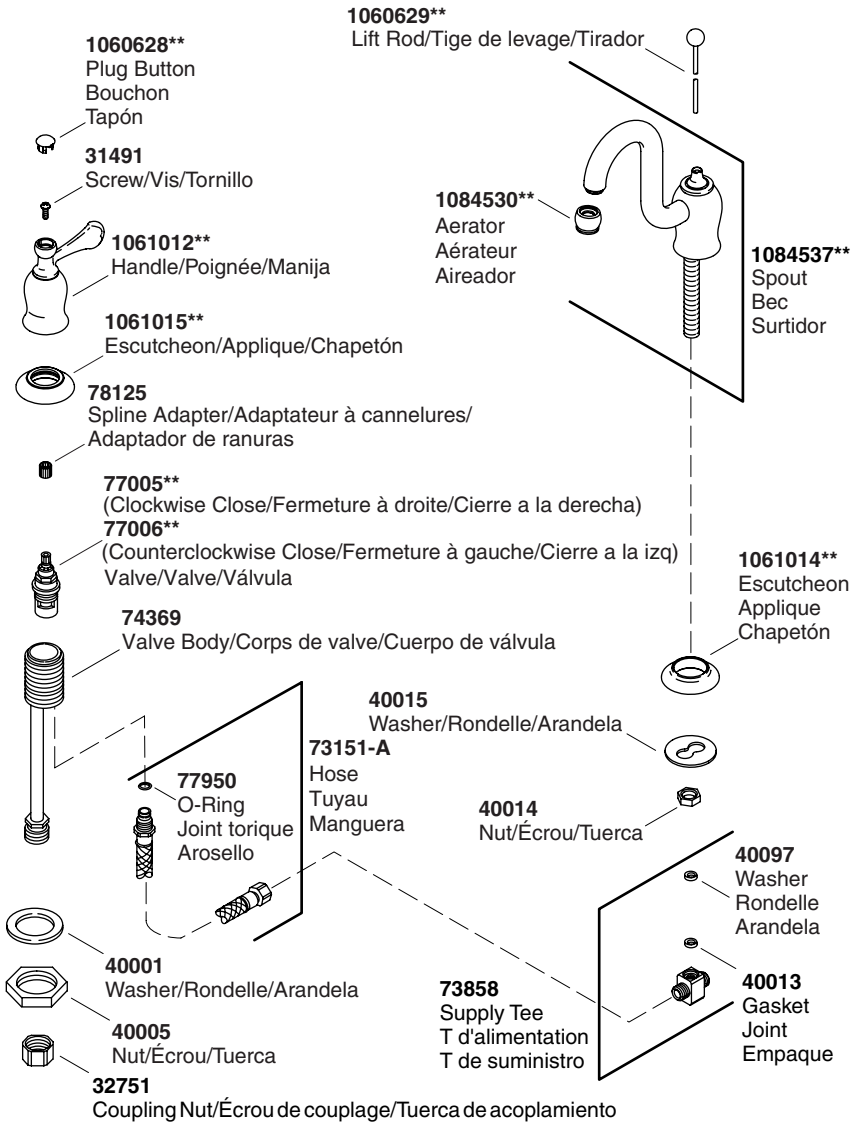 1060629**
Lift Rod/Tige de levage/Tirador
1060628**
Plug Button
Bouchon
Tapón
31491
Screw/Vis/Tornillo
1061012**
Handle/Poignée/Manija
1061015**
Escutcheon/Applique/Chapetón
78125
Spline Adapter/Adaptateur à cannelures/
Adaptador de ranuras
77005**
(Clockwise Close/Fermeture à droite/Cierre a la derecha)
77006**
(Counterclockwise Close/Fermeture à gauche/Cierre a la izq)
Valve/Valve/Válvula
74369
Valve Body/Corps de valve/Cuerpo de válvula
1084530**
Aerator
Aérateur
Aireador
1084537**
Spout
Bec
Surtidor
1061014**
Escutcheon
Applique
Chapetón
40015
Washer/Rondelle/Arandela
73151-A
Hose
Tuyau
Manguera
77950
O-Ring
Joint torique
Arosello
40014
Nut/Écrou/Tuerca
40097
Washer
Rondelle
Arandela
40001
Washer/Rondelle/Arandela
40005
Nut/Écrou/Tuerca
32751
Coupling Nut/Écrou de couplage/Tuerca de acoplamiento
73858
Supply Tee
T d'alimentation
T de suministro
40013
Gasket
Joint
Empaque